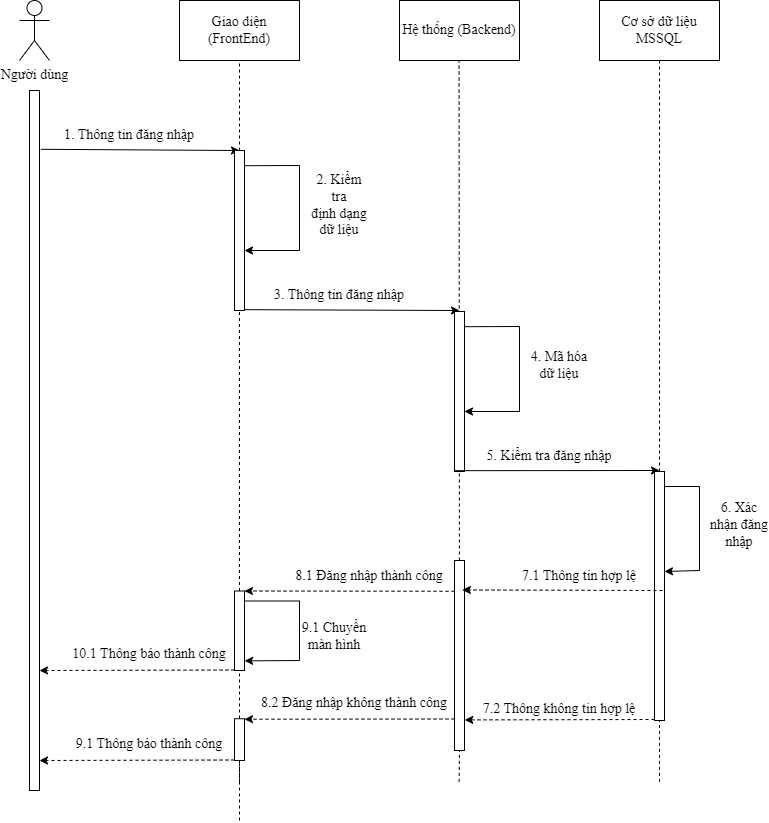 Người dùng
Giao diện
(FrontEnd)
Hệ thống (Backend)
Cơ sở dữ liệu
MSSQL
1. Thông tin đăng nhập
2. Kiểm
tra
định dạng
dữ liệu
3. Thông tin đăng nhập
4. Mã hóa
dữ liệu
5. Kiểm tra đăng nhập
6. Xác
nhận đăng
nhập
7.1 Thông tin hợp lệ
8.1 Đăng nhập thành công
9.1 Chuyển
màn hình
10.1 Thông báo thành công
7.2 Thông không tin hợp lệ
8.2 Đăng nhập không thành công
9.1 Thông báo thành công